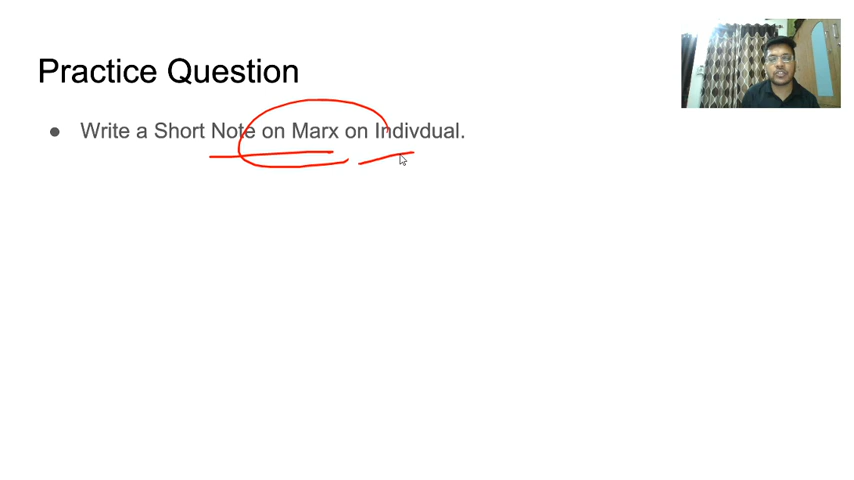 Practice Question
● Write a Short Note on Marx on Indivdual.